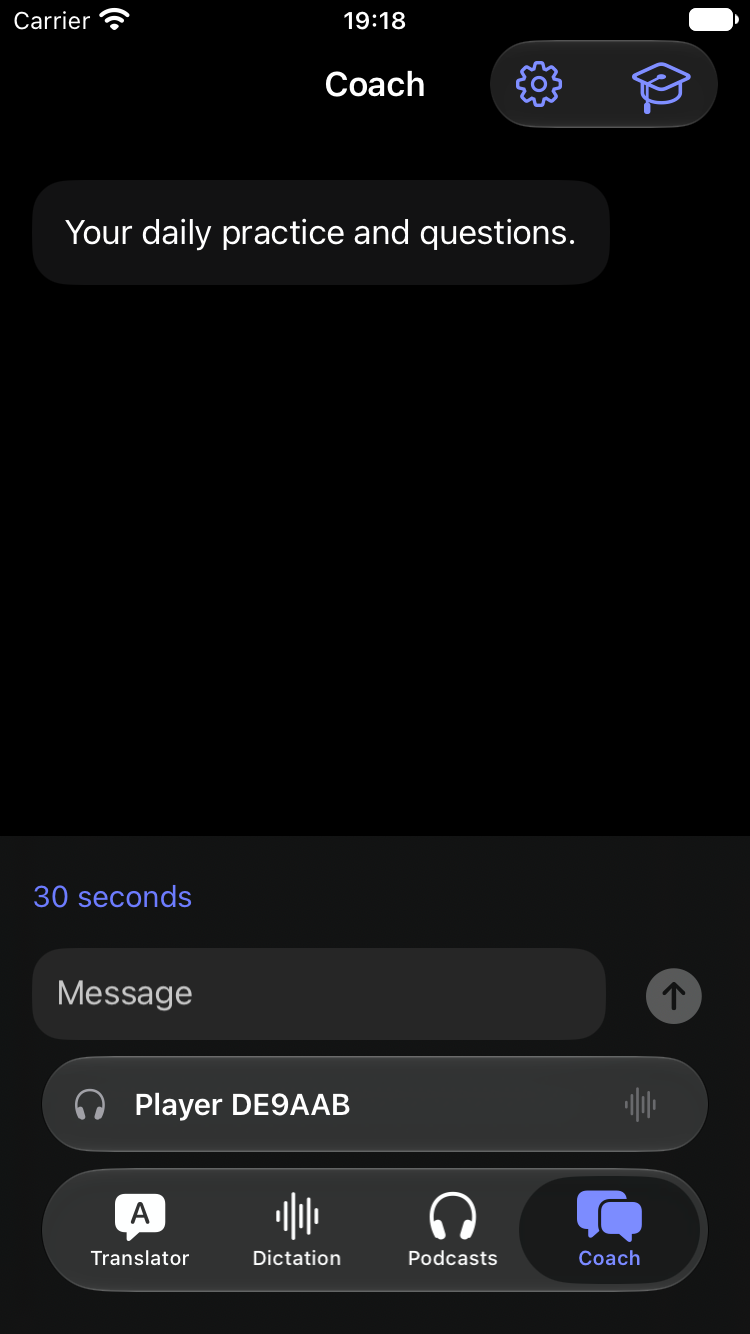 Carrier 19:18
Coach
Your daily practice and questions.
30 seconds
Message
Player DE9AAB
A
Translator Dictation Podcasts Coach